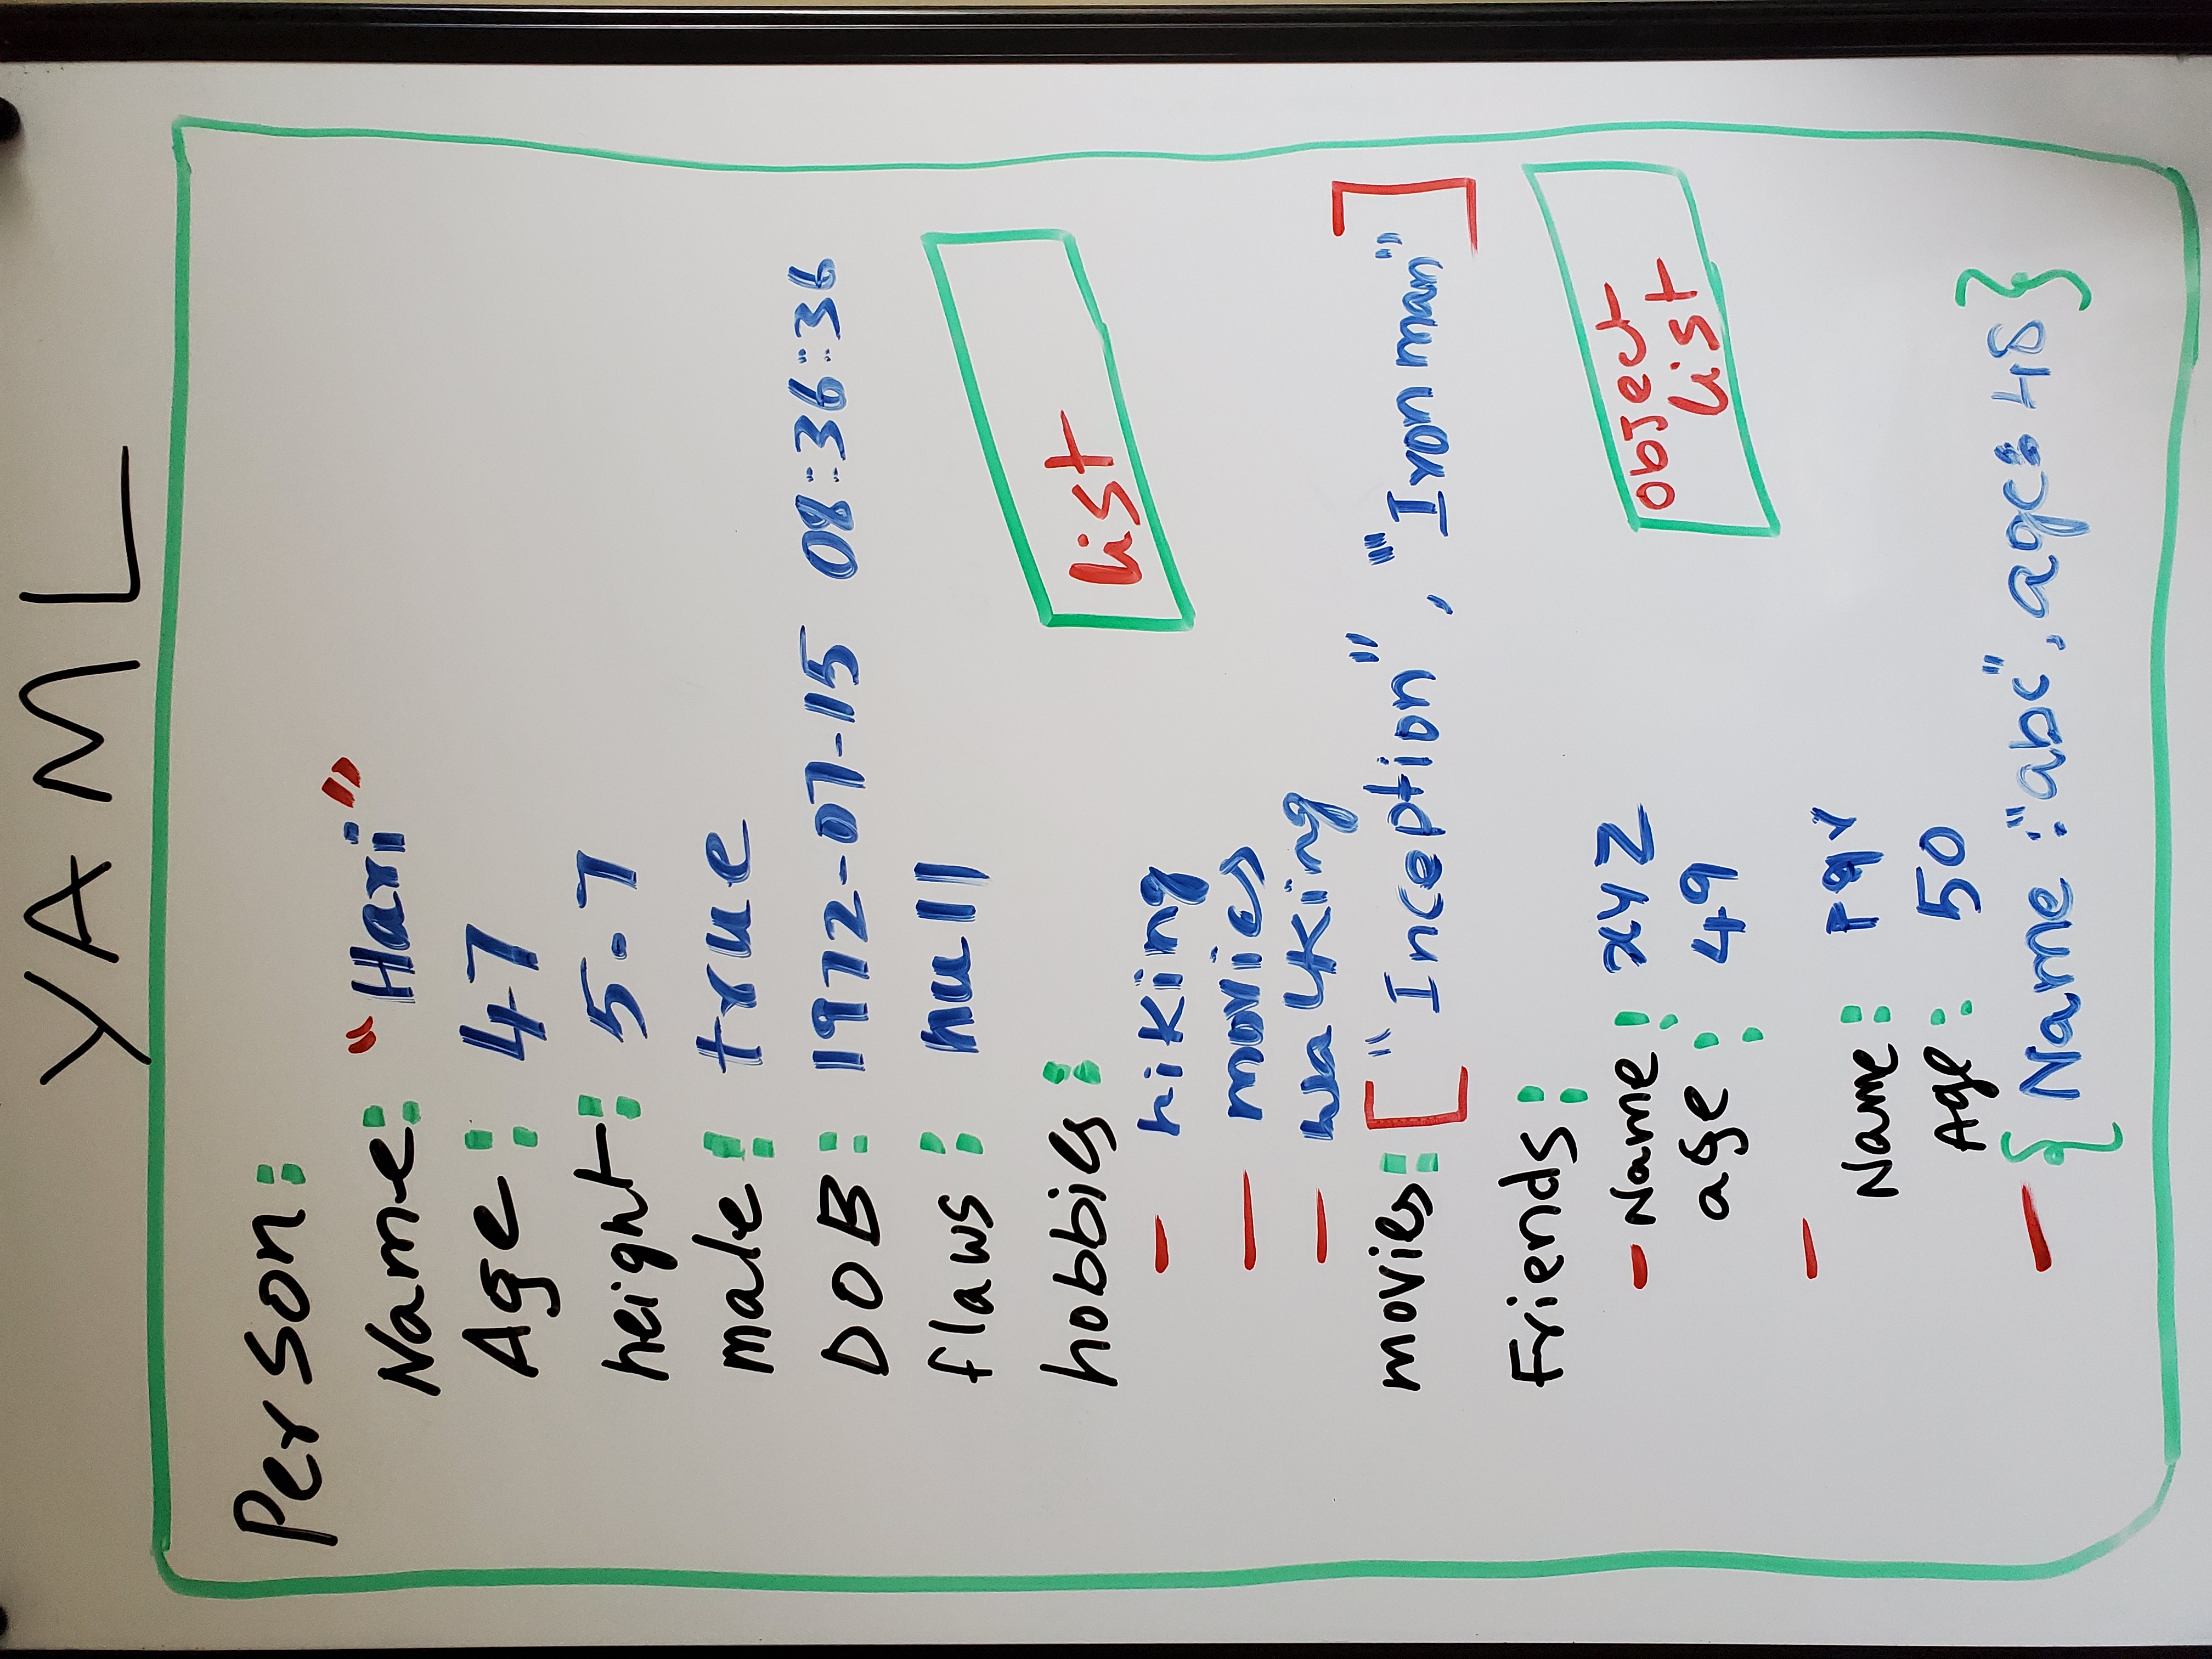 YAML
Person:
Name: "Hari"
Age: 47
height: 5.7
male: true
DOB: 1972-07-15 08:36:36
flaws: null
list
hobbies:
- hiking
- movies
- walking
movies: ["Inception", "Iron man"]
Friends:
- Name: xyz
object
list
age: 49
-
Name: pqr
Age: 50
- {Name :"abc", age: 48}